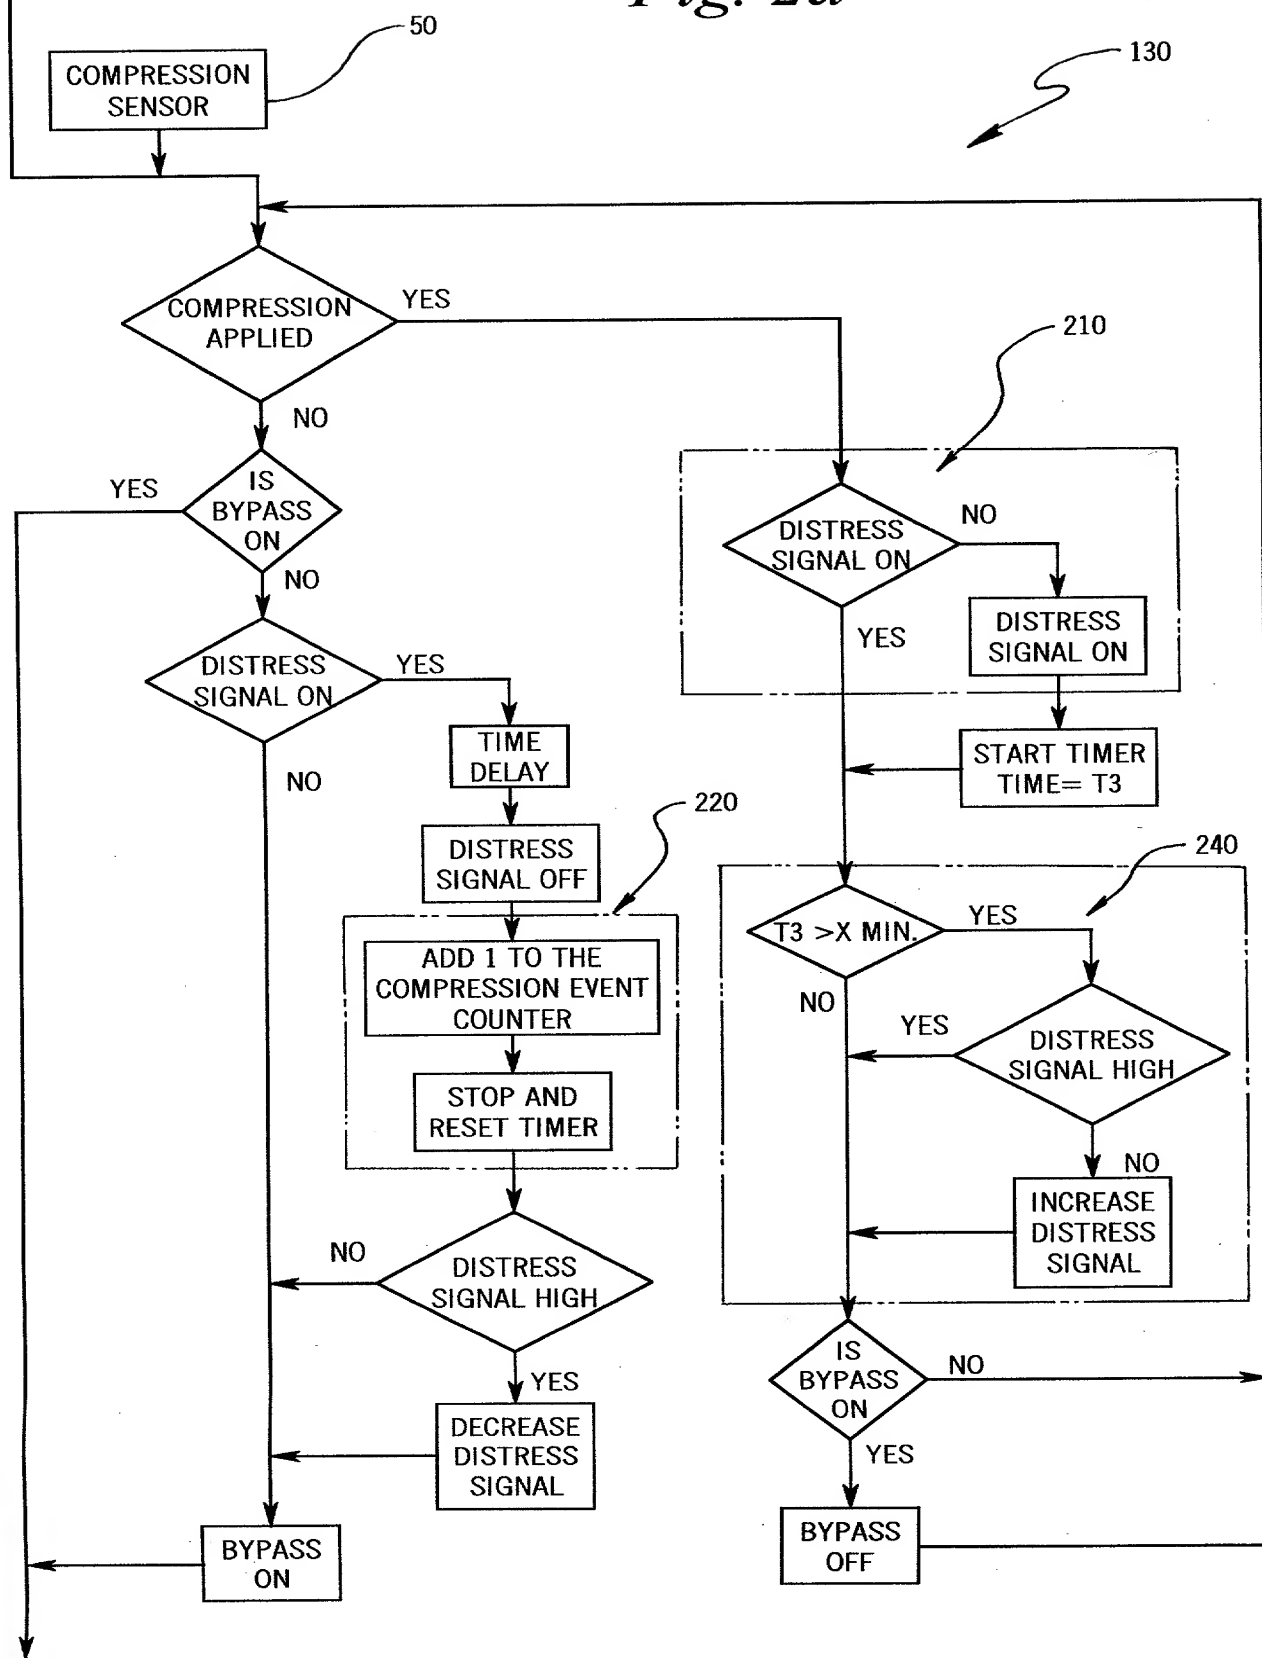 Fig. 2a
50
COMPRESSION
SENSOR
130
COMPRESSION
APPLIED
YES
NO
210
IS
BYPASS
ON
YES
NO
DISTRESS
SIGNAL ON
NO
YES
DISTRESS
SIGNAL ON
START TIMER
TIME= T3
DISTRESS
SIGNAL ON
YES
NO
TIME
DELAY
DISTRESS
SIGNAL OFF
220
ADD 1 TO THE
COMPRESSION EVENT
COUNTER
STOP AND
RESET TIMER
240
T3 >X MIN.
YES
NO
DISTRESS
SIGNAL HIGH
YES
NO
INCREASE
DISTRESS
SIGNAL
DISTRESS
SIGNAL HIGH
NO
YES
DECREASE
DISTRESS
SIGNAL
BYPASS
ON
IS
BYPASS
ON
NO
YES
BYPASS
OFF